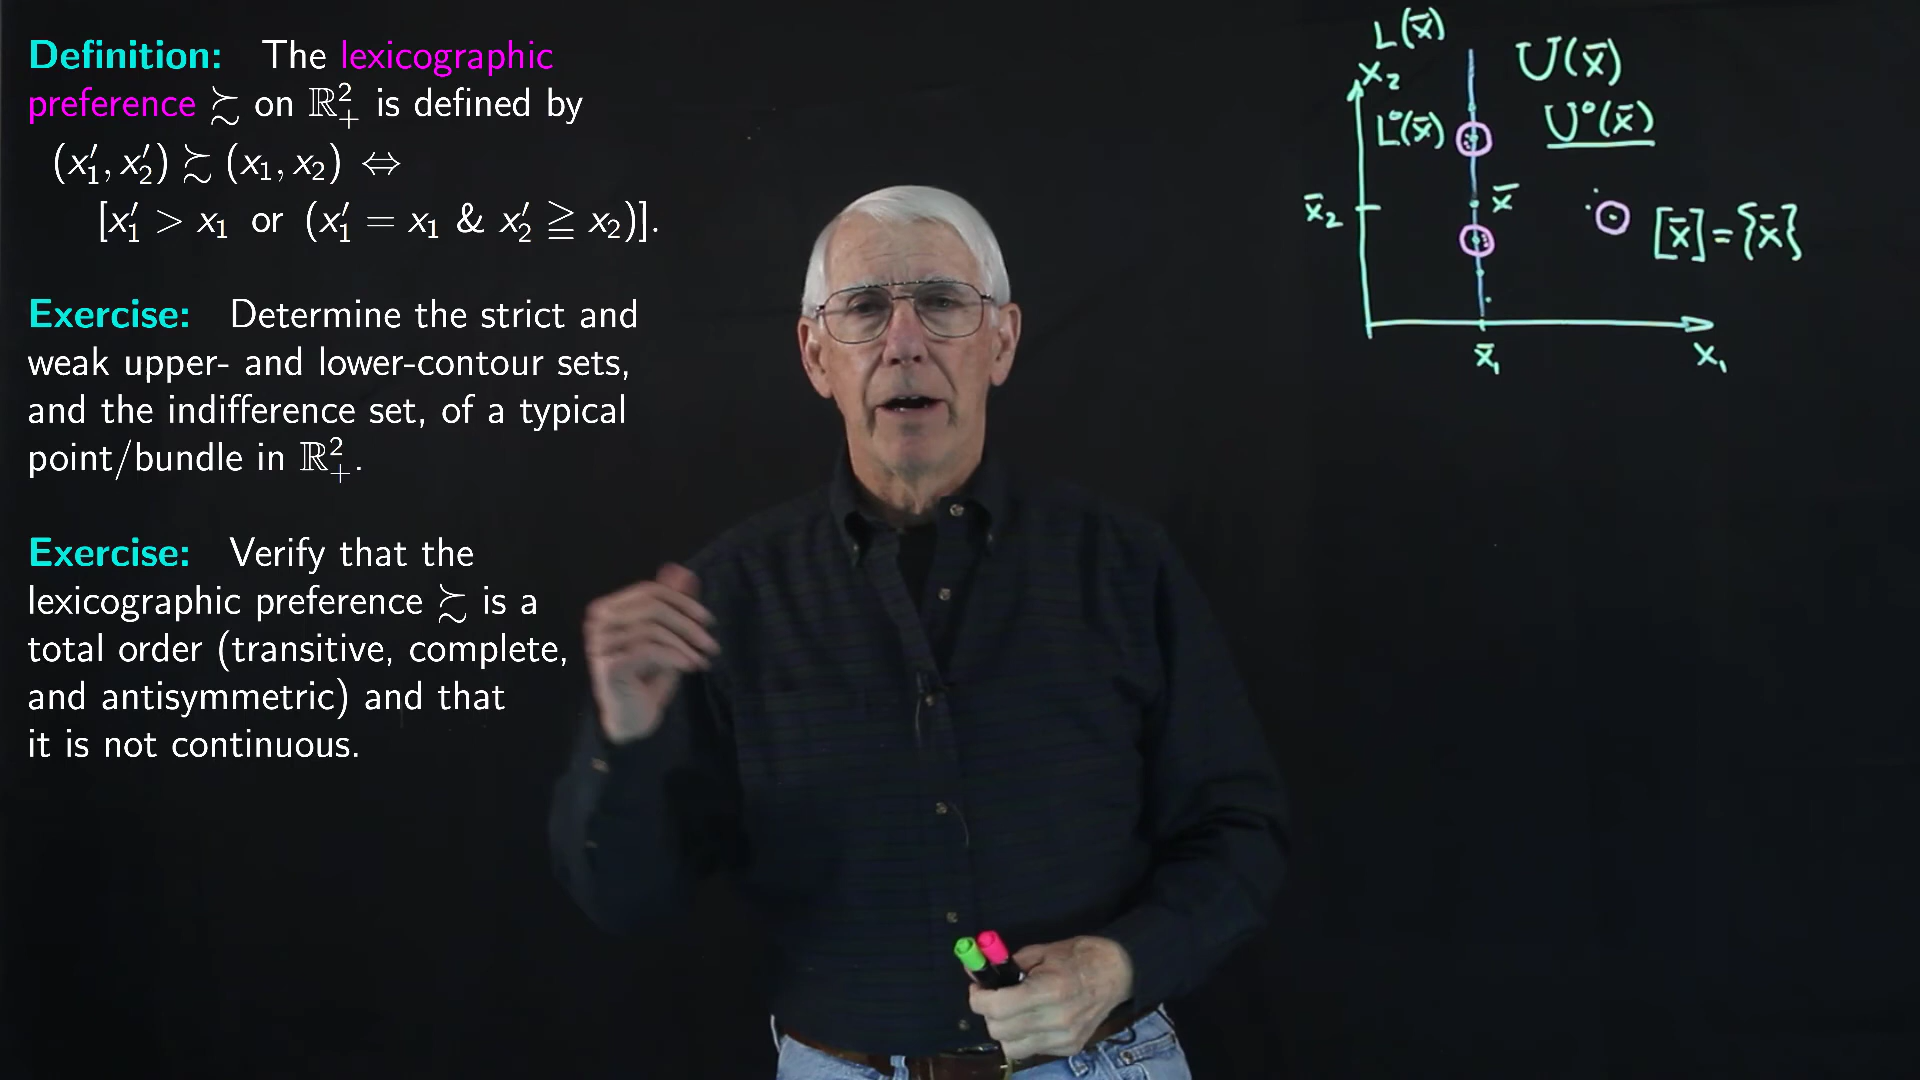 Definition: The lexicographic
preference ≿ on ℝ²₊ is defined by
(x′₁, x′₂) ≿ (x₁, x₂) ⇔
[x′₁ > x₁ or (x′₁ = x₁ & x′₂ ≧ x₂)].
Exercise: Determine the strict and
weak upper- and lower-contour sets,
and the indifference set, of a typical
point/bundle in ℝ²₊.
Exercise: Verify that the
lexicographic preference ≿ is a
total order (transitive, complete,
and antisymmetric) and that
it is not continuous.
L(x̄)
U(x̄)
x₂
L°(x̄)
U°(x̄)
x̄₂
x̄
[x̄] = {x̄}
x̄₁
x₁